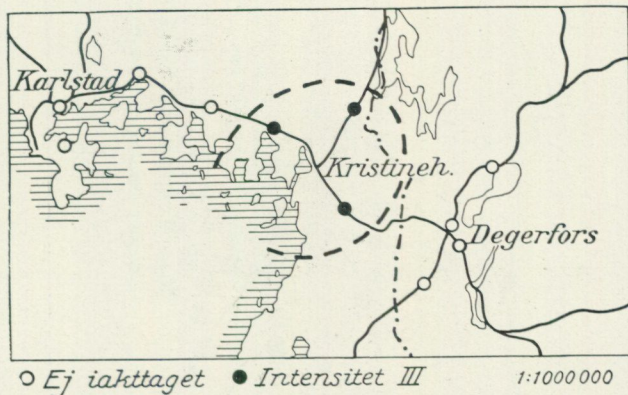 Karlstad
Kristineh.
Degerfors
Ej iakttaget
Intensitet III
1:1000000